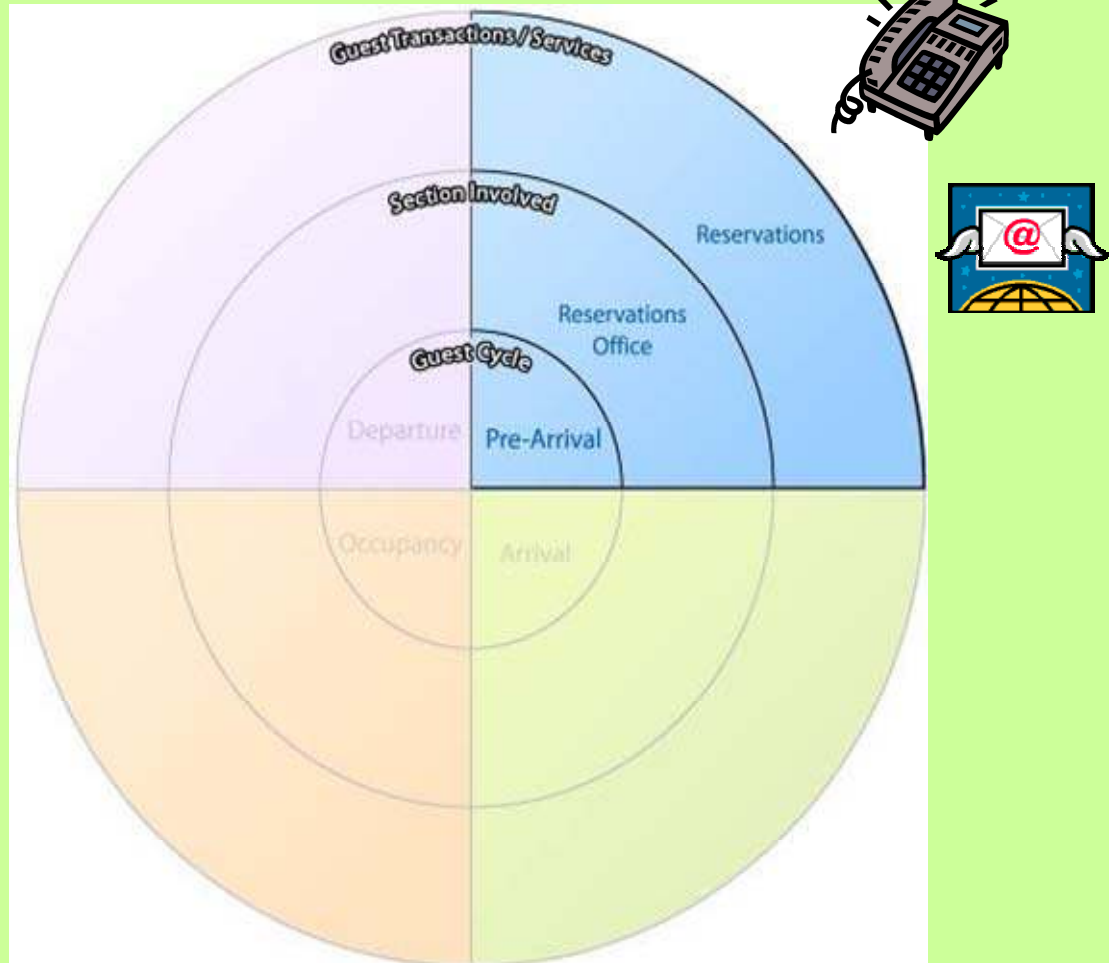 Guest Transactions / Services
Section Involved
Reservations
Reservations
Office
Guest Cycle
Departure
Pre-Arrival
Occupancy
Arrival
@